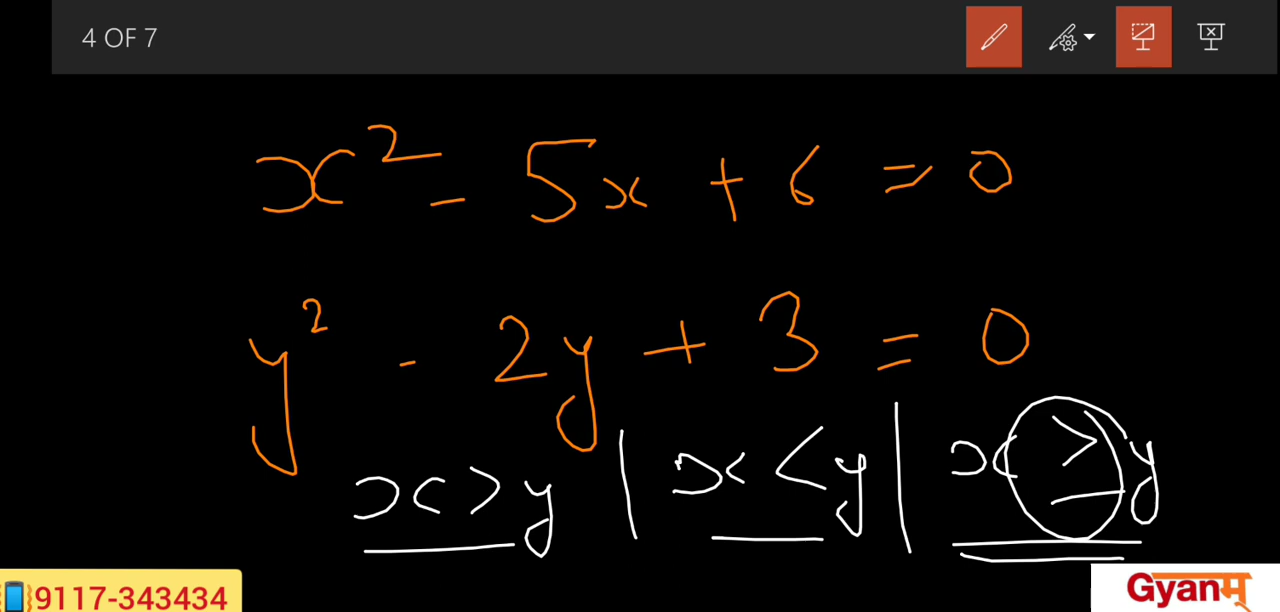 4 OF 7
x² - 5x + 6 = 0
y² - 2y + 3 = 0
x > y | x < y | x ≥ y
9117-343434
Gyanम